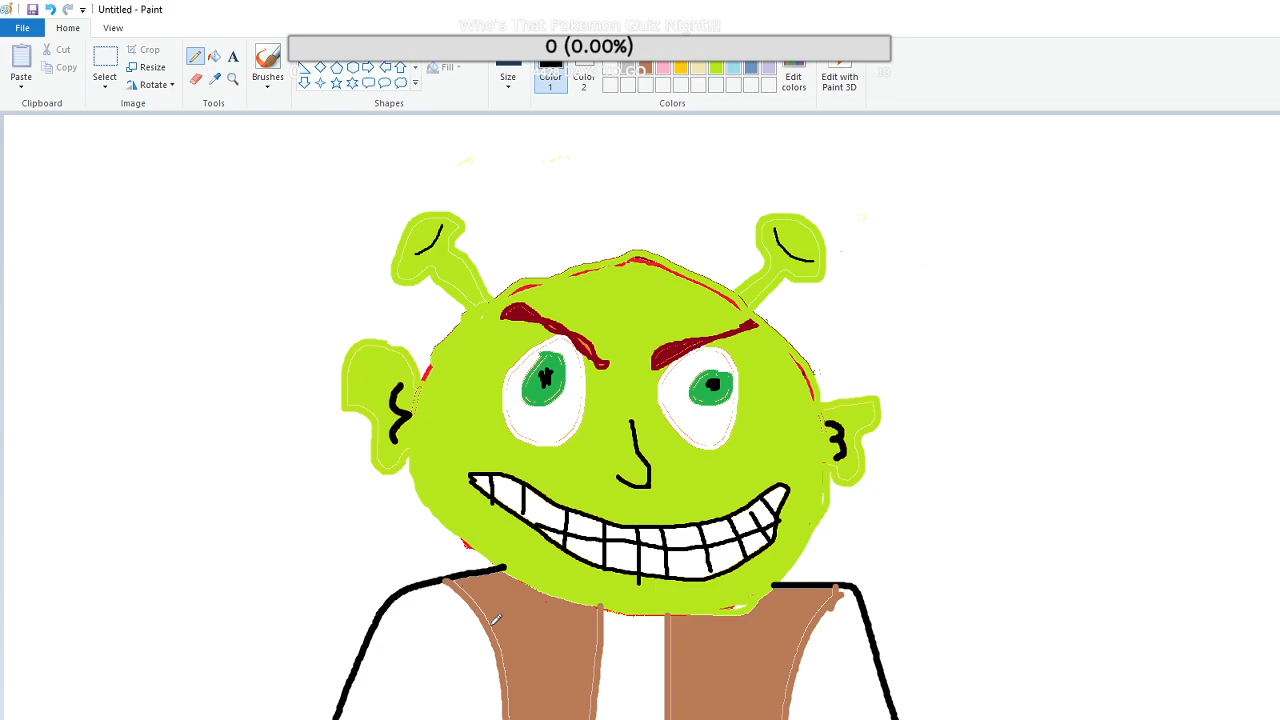 Untitled - Paint
File Home View
Who's That Pokemon Quiz Night!!!
0 (0.00%)
Paste
Cut
Copy
Clipboard
Select
Crop
Resize
Rotate
Image
A
Tools
Brushes
Fill
Shapes
Size
Color 1
Color 2
Edit colors
Colors
Edit with Paint 3D